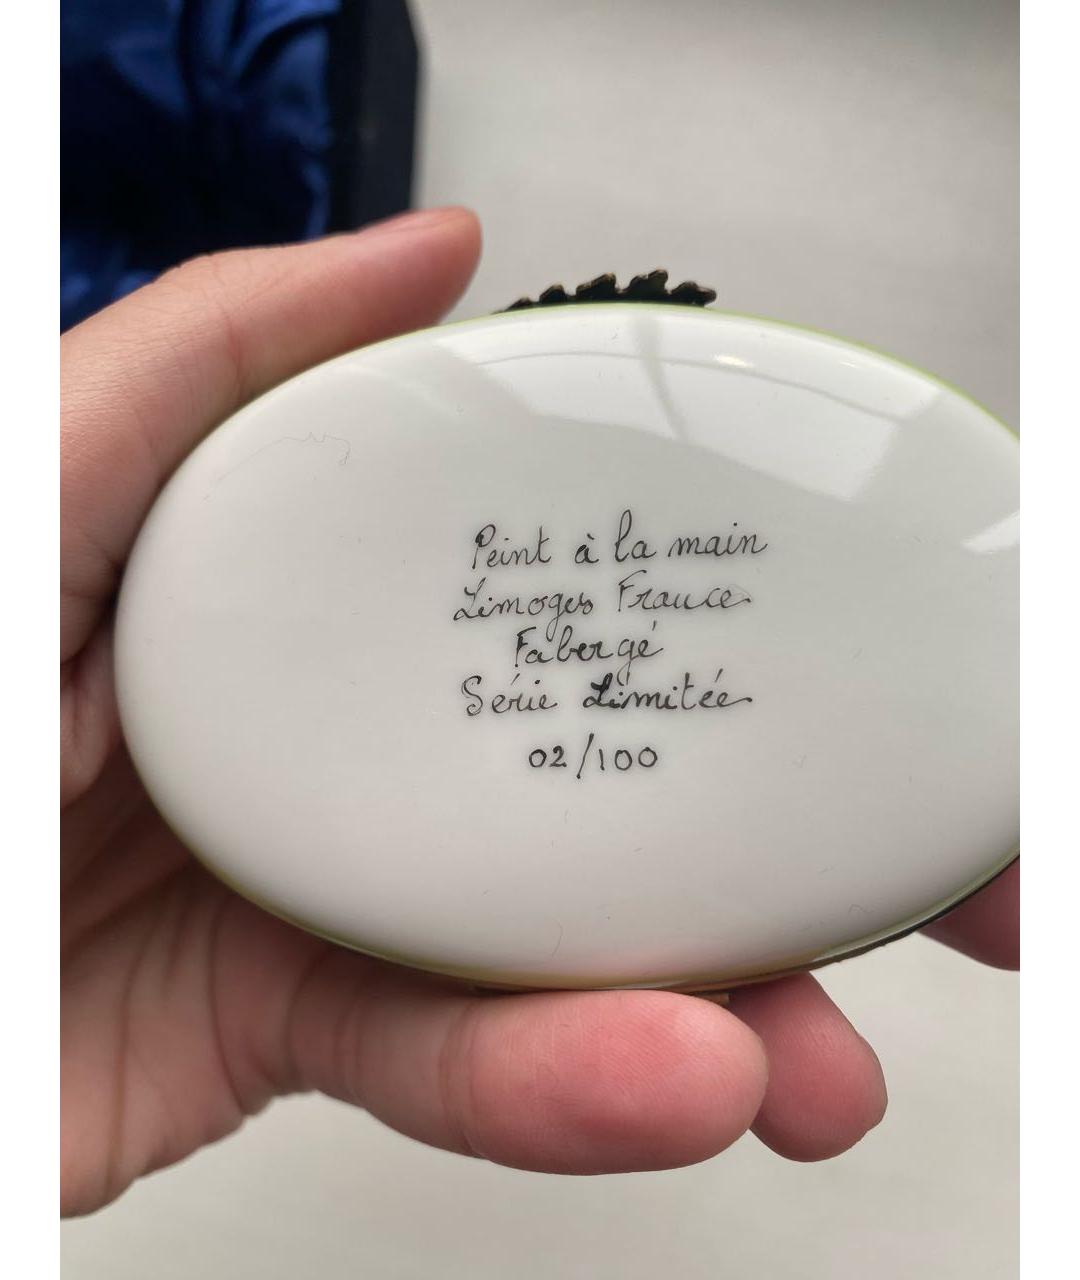 Peint à la main
Limoges France
Fabergé
Série Limitée
02/100